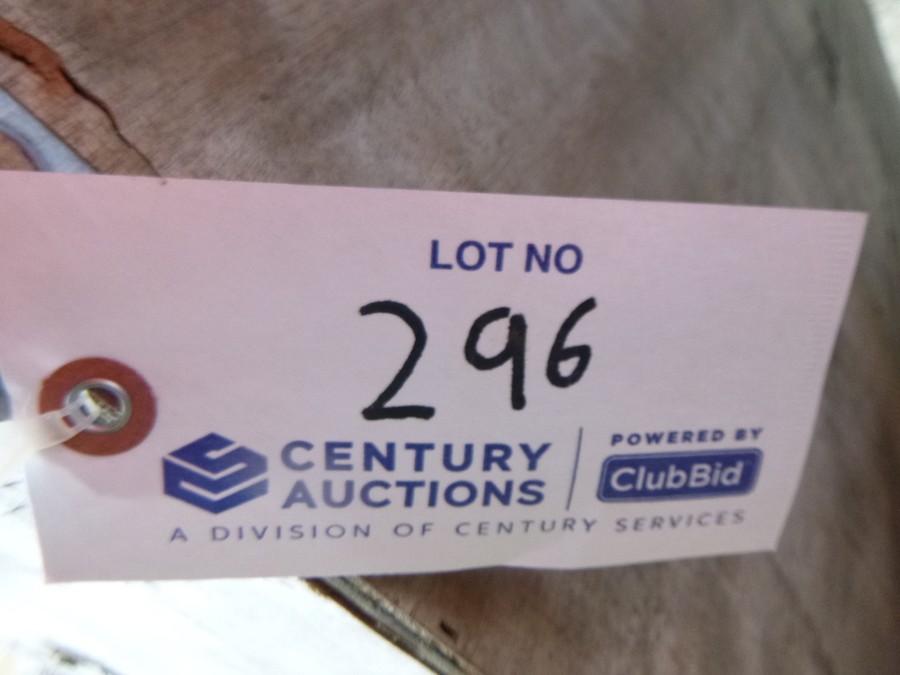 LOT NO
296
CENTURY AUCTIONS
POWERED BY
ClubBid
A DIVISION OF CENTURY SERVICES